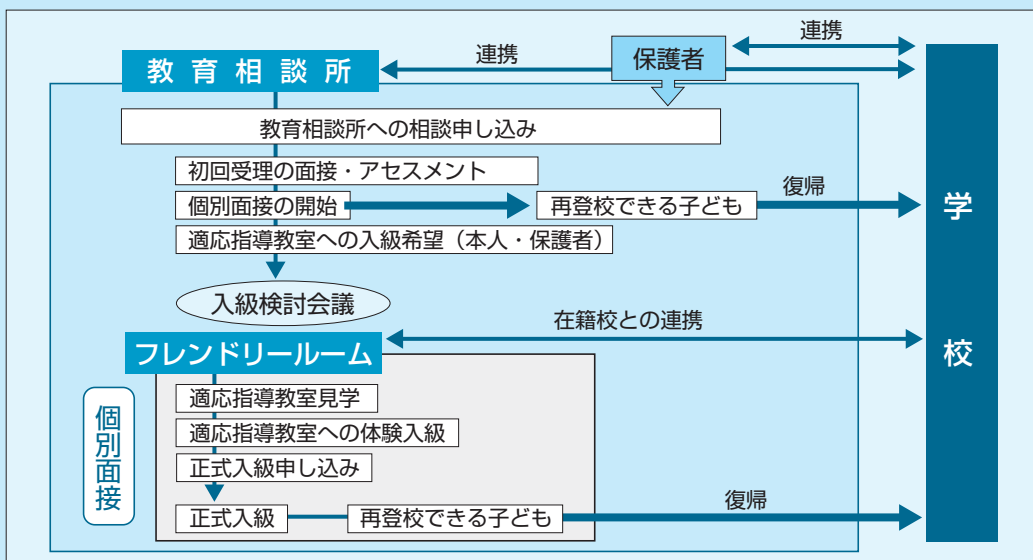 連携
保護者
連携
教育相談所
教育相談所への相談申し込み
初回受理の面接・アセスメント
個別面接の開始
再登校できる子ども
復帰
適応指導教室への入級希望（本人・保護者）
入級検討会議
在籍校との連携
フレンドリールーム
適応指導教室見学
適応指導教室への体験入級
正式入級申し込み
正式入級
再登校できる子ども
復帰
個別面接
学校